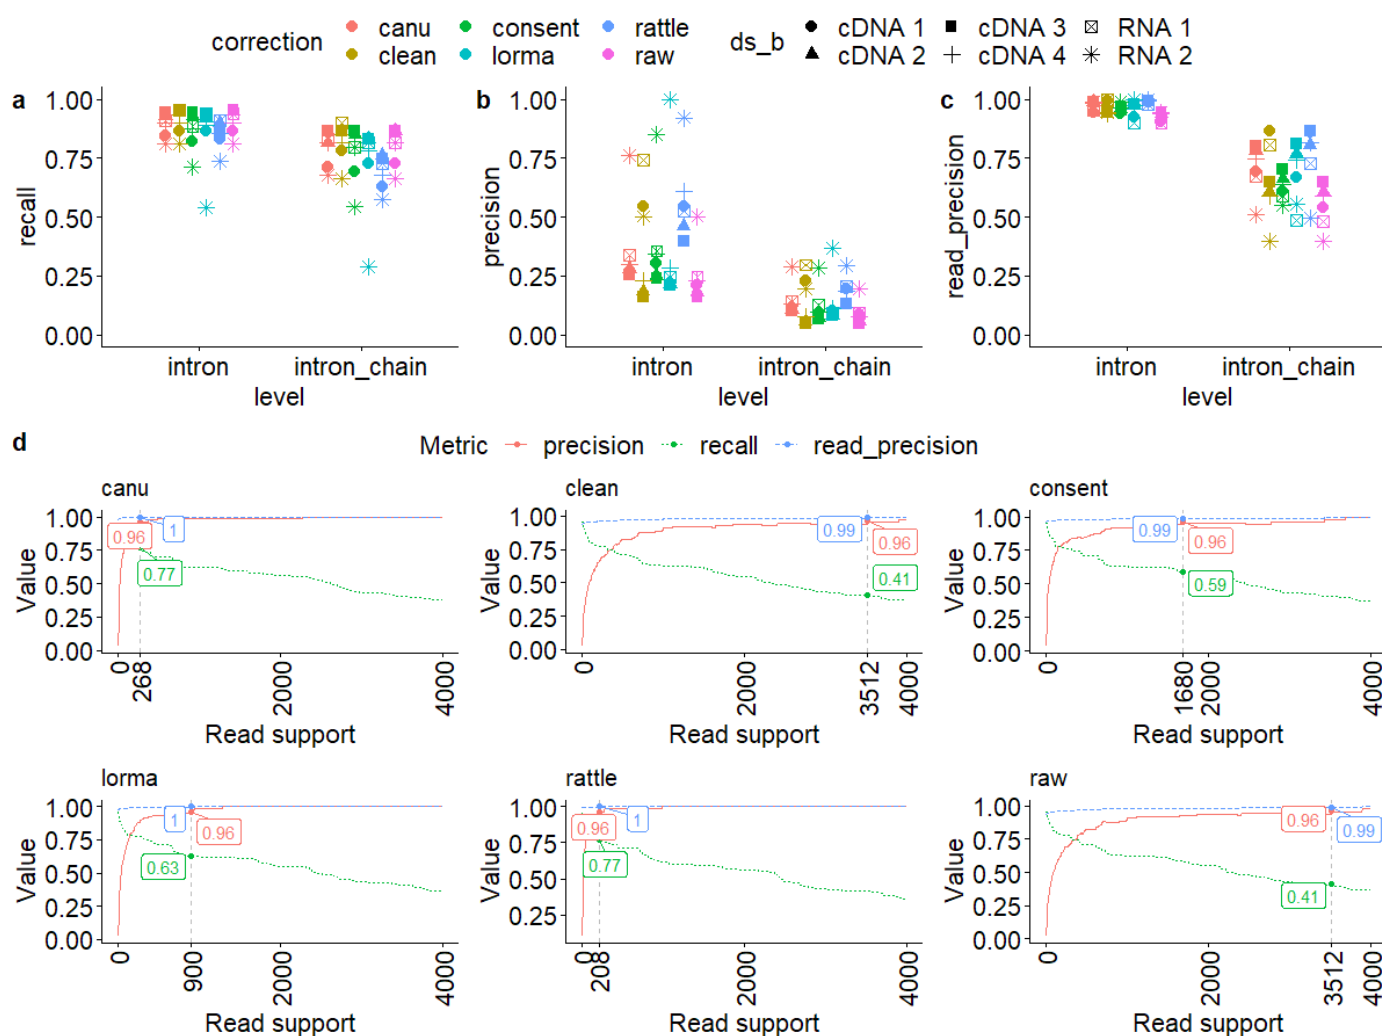 correction canu consent rattle ds_b cDNA 1 cDNA 3 RNA 1
clean lorma raw cDNA 2 cDNA 4 RNA 2
a b c
1.00 1.00 1.00
0.75 0.75 0.75
0.50 0.50 0.50
0.25 0.25 0.25
0.00 0.00 0.00
recall precision read_precision
intron intron_chain intron intron_chain intron intron_chain
level level level
d
Metric precision recall read_precision
canu clean consent
1.00 1.00 1.00
0.75 0.75 0.75
0.50 0.50 0.50
0.25 0.25 0.25
0.00 0.00 0.00
Value Value Value
0.96 1 0.77 0.99 0.96 0.41 0.99 0.96 0.59
0 268 2000 4000 0 2000 3512 4000 0 1680 2000 4000
Read support Read support Read support
lorma rattle raw
1.00 1.00 1.00
0.75 0.75 0.75
0.50 0.50 0.50
0.25 0.25 0.25
0.00 0.00
Value Value Value
1 0.96 0.63 0.96 1 0.77 0.96 0.99 0.41
0 900 2000 4000 0 208 2000 4000 0 2000 3512 4000
Read support Read support Read support